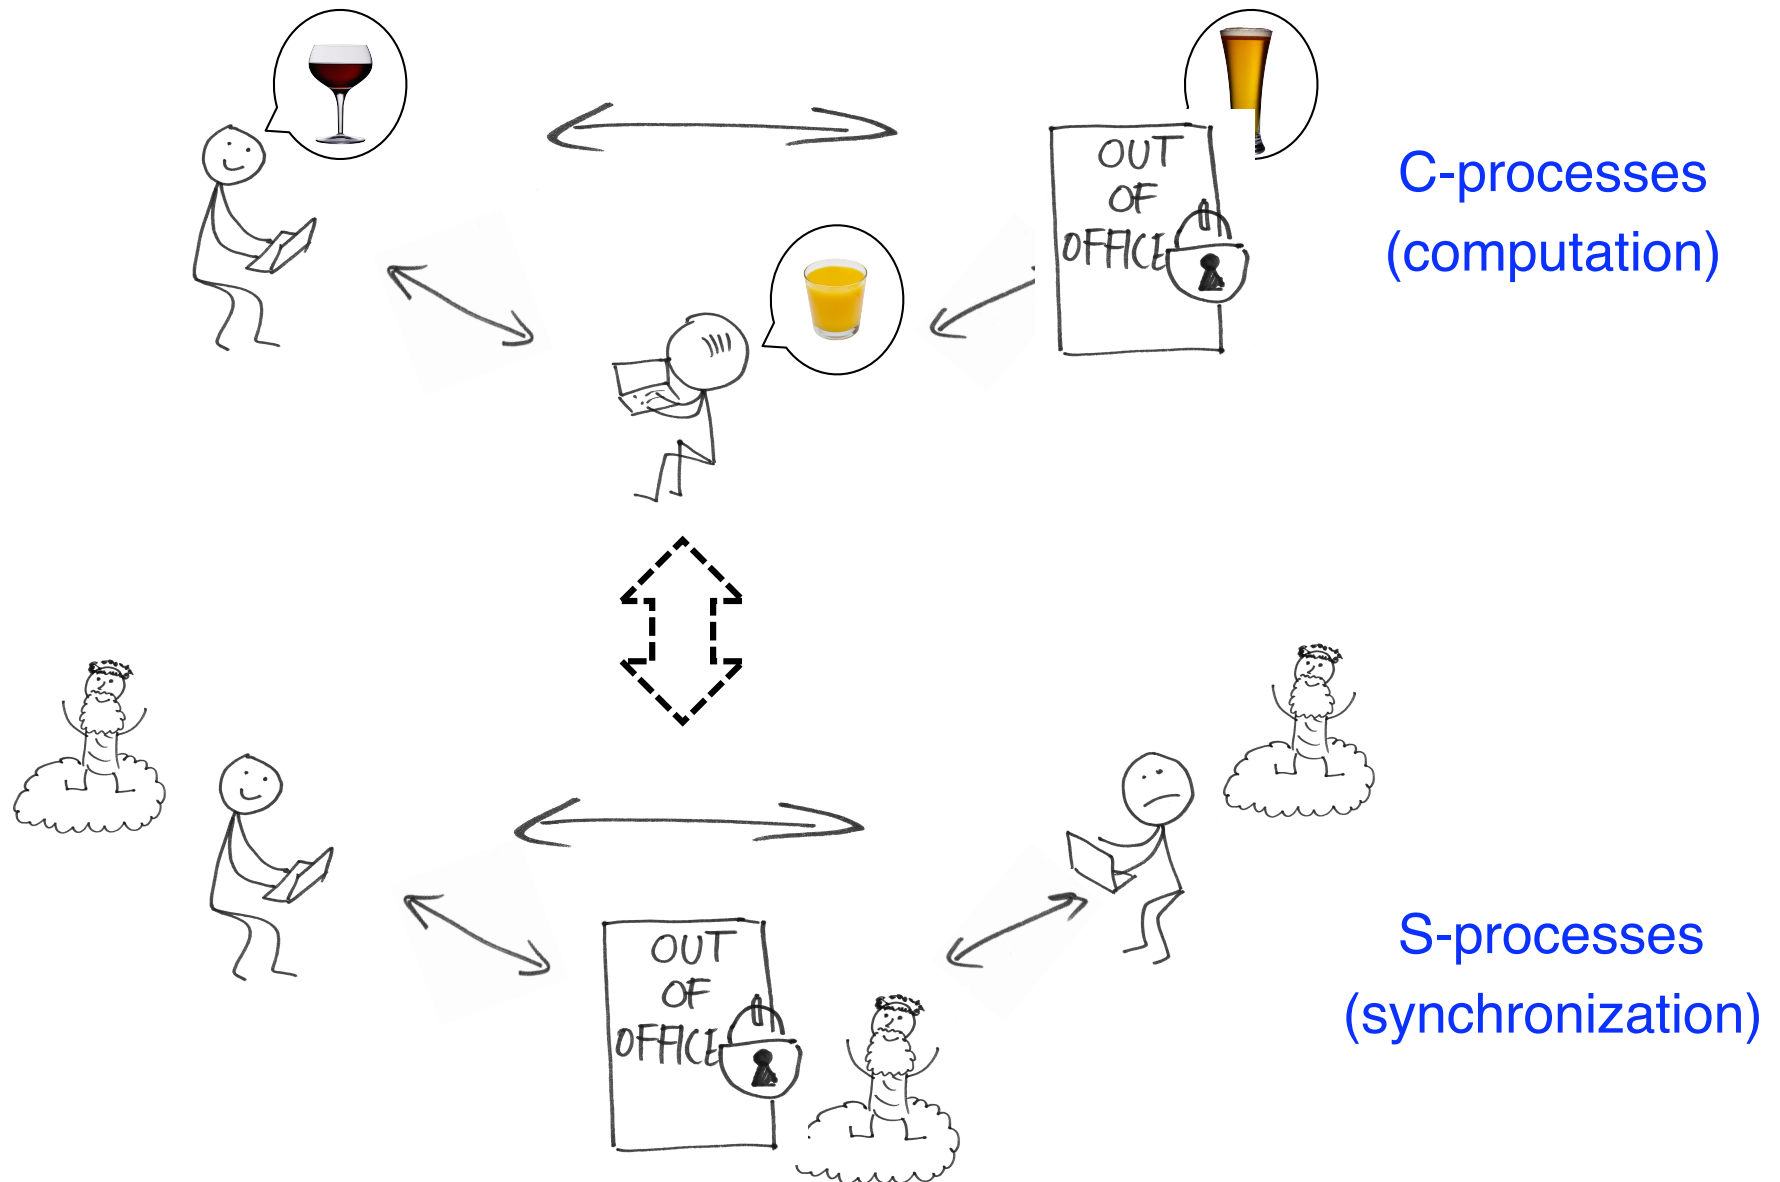 OUT
OF
OFFICE
C-processes
(computation)
OUT
OF
OFFICE
S-processes
(synchronization)